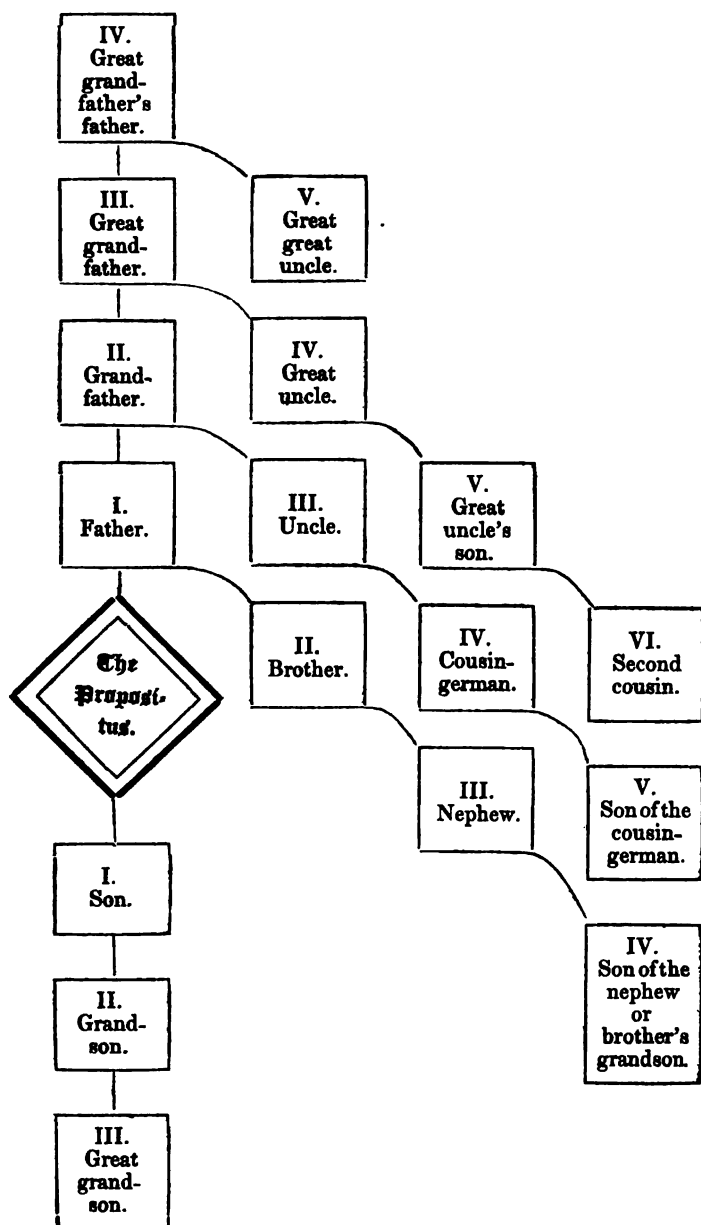 IV.
Great
grand-
father's
father.
III.
Great
grand-
father.
V.
Great
great
uncle.
II.
Grand-
father.
IV.
Great
uncle.
I.
Father.
III.
Uncle.
V.
Great
uncle's
son.
The
Proposi-
tus.
II.
Brother.
IV.
Cousin-
german.
VI.
Second
cousin.
III.
Nephew.
V.
Son of the
cousin-
german.
I.
Son.
IV.
Son of the
nephew
or
brother's
grandson.
II.
Grand-
son.
III.
Great
grand-
son.